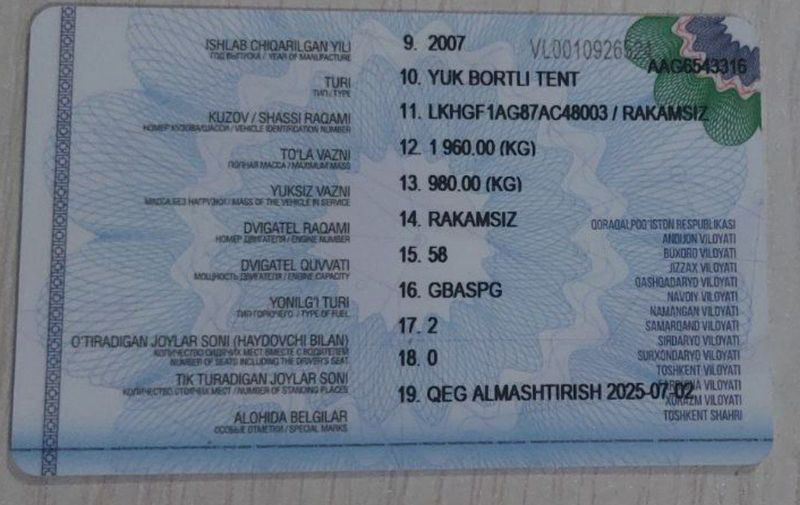 VL0010926524
AAG6543316
ISHLAB CHIQARILGAN YILI 9. 2007
ГОД ВЫПУСКА / YEAR OF MANUFACTURE
TURI 10. YUK BORTLI TENT
ТИП / TYPE
KUZOV / SHASSI RAQAMI 11. LKHGF1AG87AC48003 / RAKAMSIZ
НОМЕР КУЗОВА/ШАССИ / VEHICLE IDENTIFICATION NUMBER
TO'LA VAZNI 12. 1 960.00 (KG)
ПОЛНАЯ МАССА / MAXIMUM MASS
YUKSIZ VAZNI 13. 980.00 (KG)
МАССА БЕЗ НАГРУЗКИ / MASS OF THE VEHICLE IN SERVICE
DVIGATEL RAQAMI 14. RAKAMSIZ
НОМЕР ДВИГАТЕЛЯ / ENGINE NUMBER
DVIGATEL QUVVATI 15. 58
МОЩНОСТЬ ДВИГАТЕЛЯ / ENGINE CAPACITY
YONILG'I TURI 16. GBASPG
ТИП ГОРЮЧЕГО / TYPE OF FUEL
O'TIRADIGAN JOYLAR SONI (HAYDOVCHI BILAN) 17. 2
КОЛИЧЕСТВО СИДЯЧИХ МЕСТ ВМЕСТЕ С ВОДИТЕЛЕМ
NUMBER OF SEATS INCLUDING THE DRIVER'S SEAT
TIK TURADIGAN JOYLAR SONI 18. 0
КОЛИЧЕСТВО СТОЯЧИХ МЕСТ / NUMBER OF STANDING PLACES
ALOHIDA BELGILAR 19. QEG ALMASHTIRISH 2025-07-02
ОСОБЫЕ ОТМЕТКИ / SPECIAL MARKS
QORAQALPOG'ISTON RESPUBLIKASI
ANDIJON VILOYATI
BUXORO VILOYATI
JIZZAX VILOYATI
QASHQADARYO VILOYATI
NAVOIY VILOYATI
NAMANGAN VILOYATI
SAMARQAND VILOYATI
SIRDARYO VILOYATI
SURXONDARYO VILOYATI
TOSHKENT VILOYATI
FARG'ONA VILOYATI
XORAZM VILOYATI
TOSHKENT SHAHRI